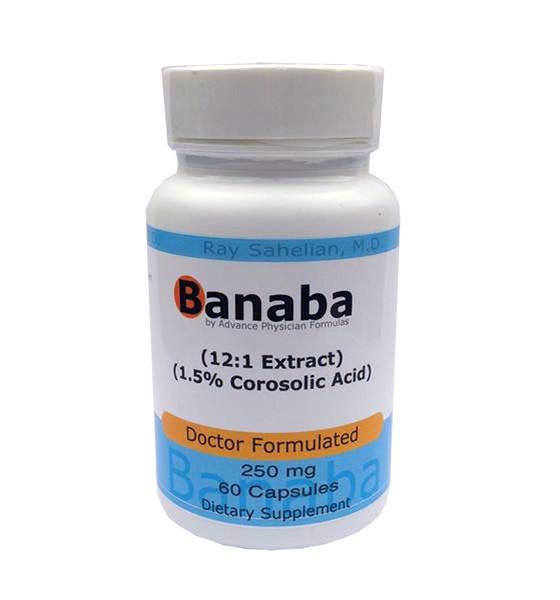 Ray Sahelian, M.D.
Banaba
by Advance Physician Formulas
(12:1 Extract)
(1.5% Corosolic Acid)
Doctor Formulated
Banaba
250 mg
60 Capsules
Dietary Supplement